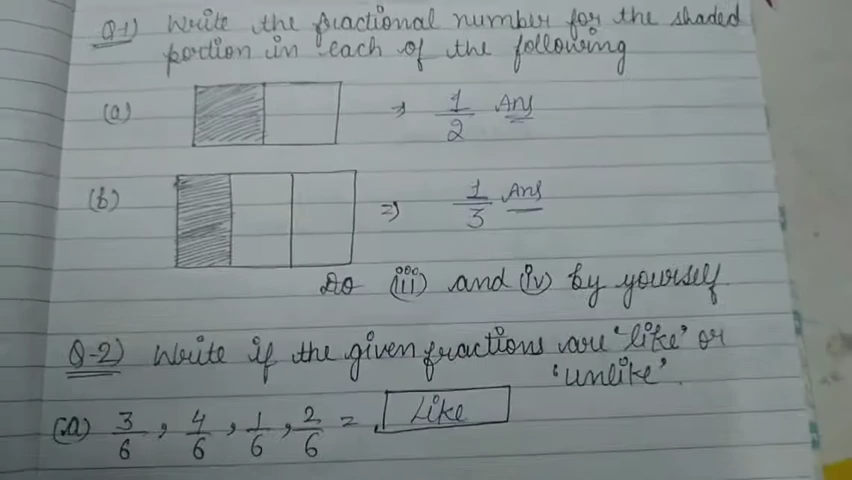 Q-1) Write the fractional number for the shaded
portion in each of the following
(a) ⇒ 1/2 Ans
(b) ⇒ 1/3 Ans
Do (iii) and (iv) by yourself
Q-2) Write if the given fractions are 'like' or
'unlike'.
(a) 3/6, 4/6, 1/6, 2/6 = Like